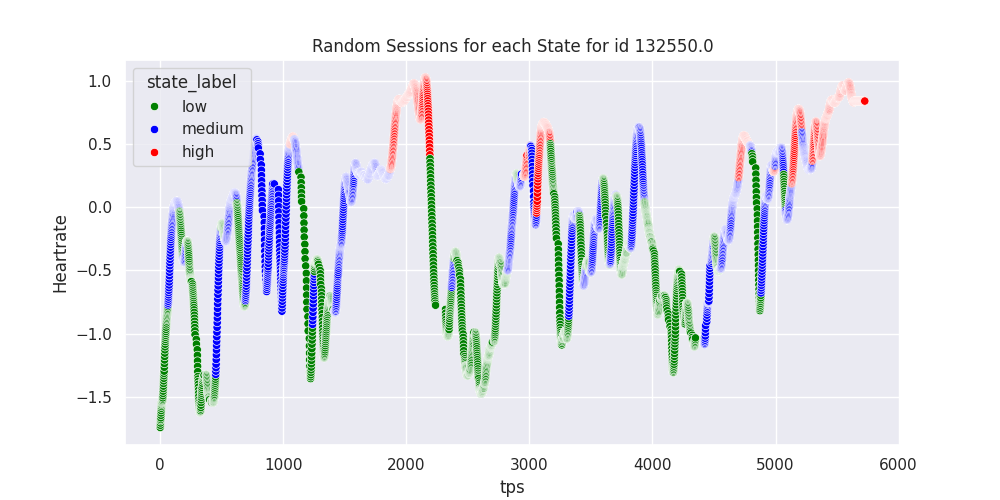 Random Sessions for each State for id 132550.0
state_label
low
medium
high
1.0
0.5
0.0
−0.5
−1.0
−1.5
Heartrate
0 1000 2000 3000 4000 5000 6000
tps